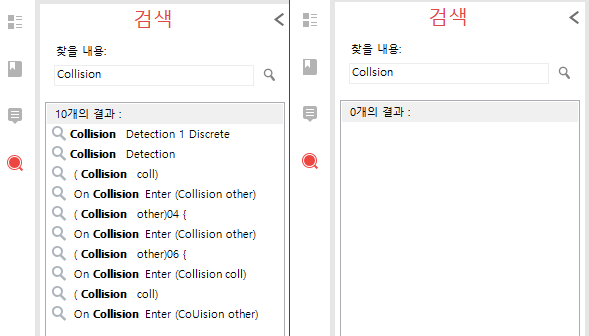 검색
찾을 내용:
Collision
10개의 결과 :
Collision Detection 1 Discrete
Collision Detection
( Collision coll)
On Collision Enter (Collision other)
( Collision other)04 {
On Collision Enter (Collision other)
( Collision other)06 {
On Collision Enter (Collision coll)
( Collision coll)
On Collision Enter (CoUision other)
검색
찾을 내용:
Collsion
0개의 결과 :